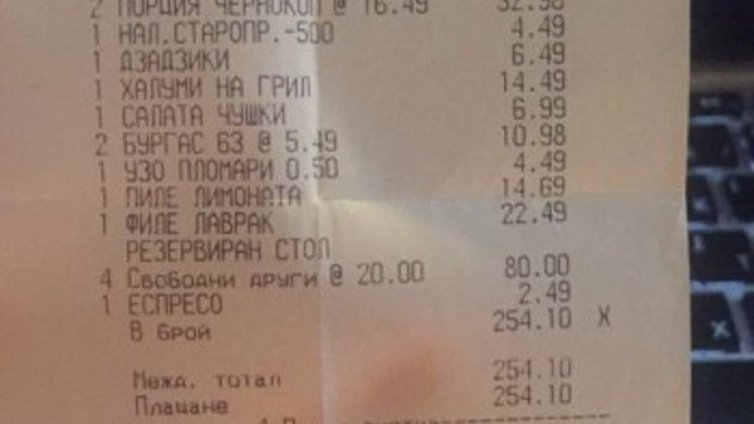 2 ПОРЦИЯ ЧЕРНОКОП @ 16.49 32.98
1 НАЛ.СТАРОПР.-500 4.49
1 ДЗАДЗИКИ 6.49
1 ХАЛУМИ НА ГРИЛ 14.49
1 САЛАТА ЧУШКИ 6.99
2 БУРГАС 63 @ 5.49 10.98
1 УЗО ПЛОМАРИ 0.50 4.49
1 ПИЛЕ ЛИМОНАТА 14.69
1 ФИЛЕ ЛАВРАК 22.49
РЕЗЕРВИРАН СТОЛ
4 Свободни други @ 20.00 80.00
1 ЕСПРЕСО 2.49
В брой 254.10 X
Межд. тотал 254.10
Плащане 254.10